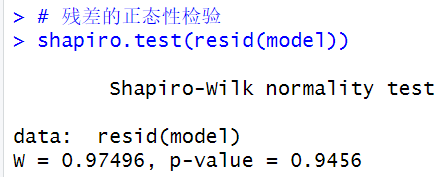 > # 残差的正态性检验
> shapiro.test(resid(model))
Shapiro-Wilk normality test
data:  resid(model)
W = 0.97496, p-value = 0.9456